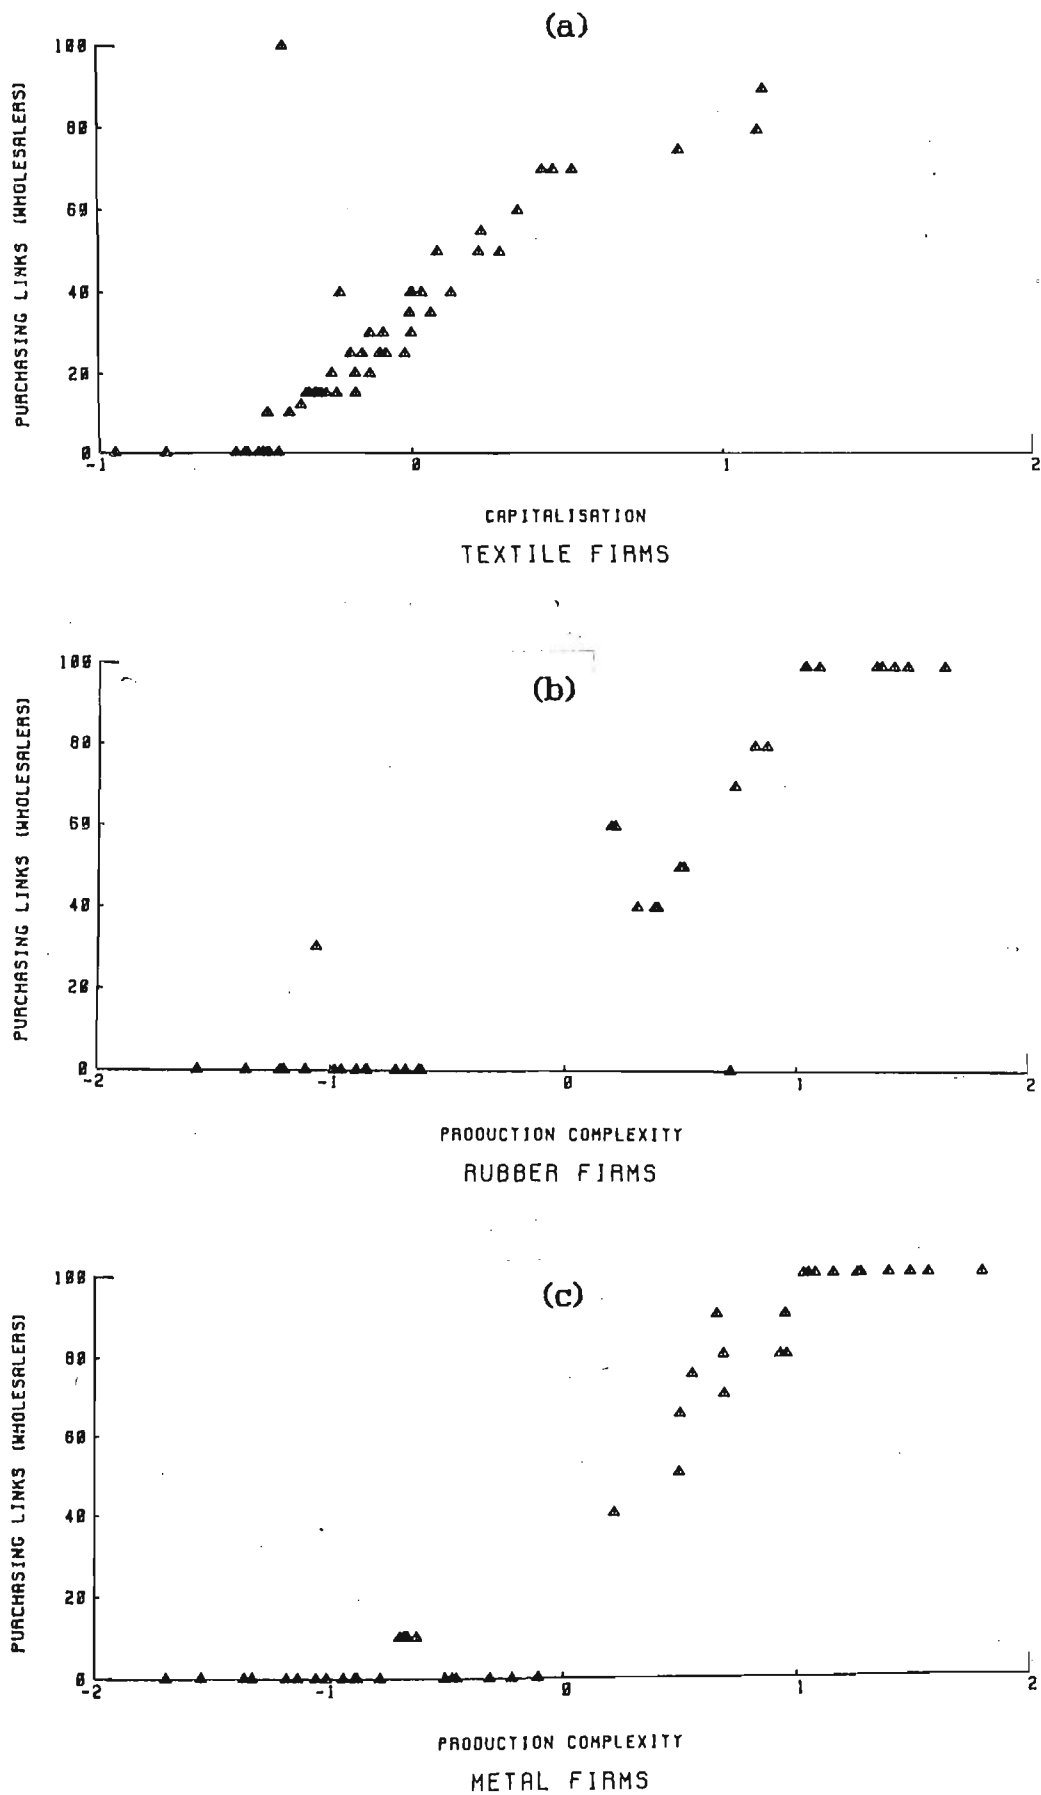 (a)
PURCHASING LINKS (WHOLESALERS)
100
80
60
40
20
0
-1
0
1
2
CAPITALISATION
TEXTILE FIRMS
(b)
PURCHASING LINKS (WHOLESALERS)
100
80
60
40
20
0
-2
-1
0
1
2
PRODUCTION COMPLEXITY
RUBBER FIRMS
(c)
PURCHASING LINKS (WHOLESALERS)
100
80
60
40
20
0
-2
-1
0
1
2
PRODUCTION COMPLEXITY
METAL FIRMS